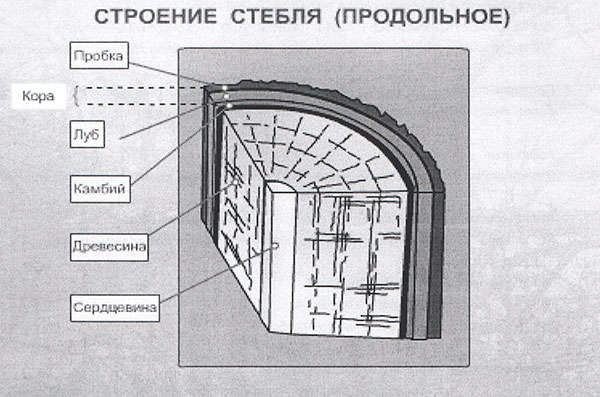 СТРОЕНИЕ СТЕБЛЯ (ПРОДОЛЬНОЕ)
Пробка
Кора
Луб
Камбий
Древесина
Сердцевина